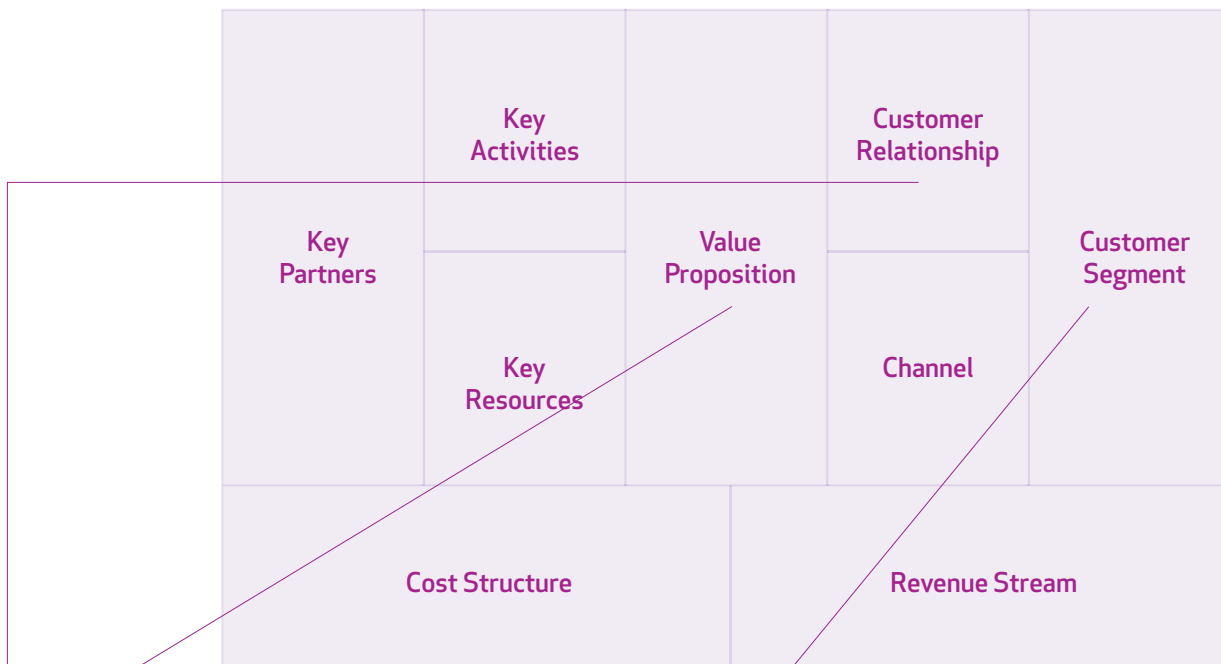 Key
Activities
Customer
Relationship
Key
Partners
Value
Proposition
Customer
Segment
Key
Resources
Channel
Cost Structure
Revenue Stream